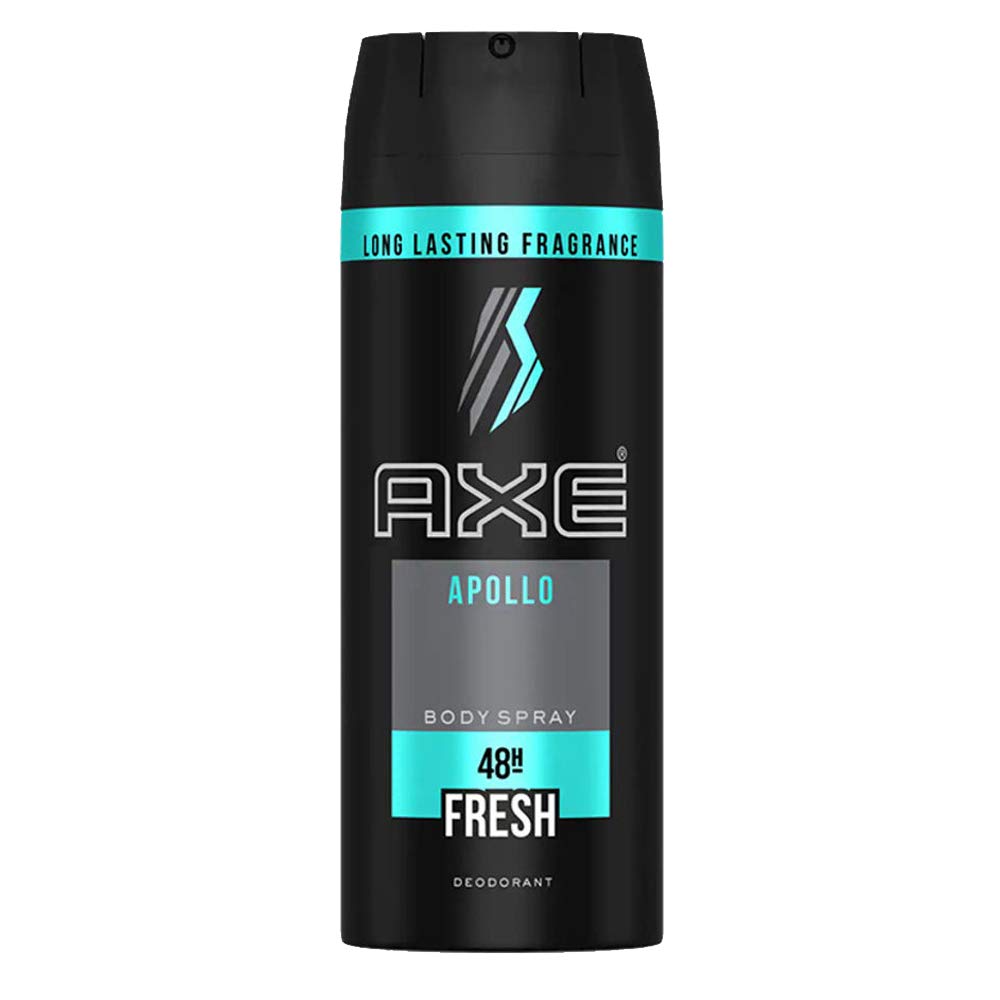 LONG LASTING FRAGRANCE
AXE®
APOLLO
BODY SPRAY
48H
FRESH
DEODORANT